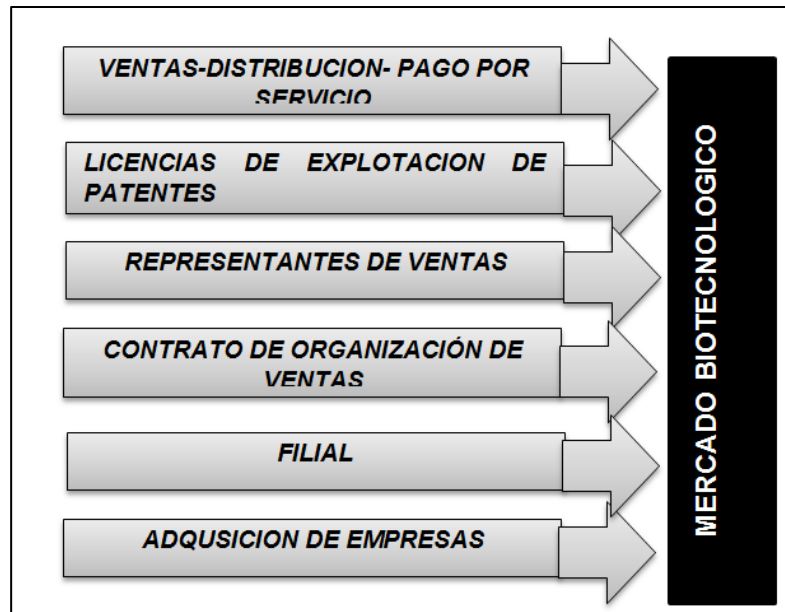 VENTAS-DISTRIBUCION- PAGO POR
SERVICIO
LICENCIAS DE EXPLOTACION DE
PATENTES
REPRESENTANTES DE VENTAS
CONTRATO DE ORGANIZACIÓN DE
VENTAS
FILIAL
ADQUSICION DE EMPRESAS
MERCADO BIOTECNOLOGICO